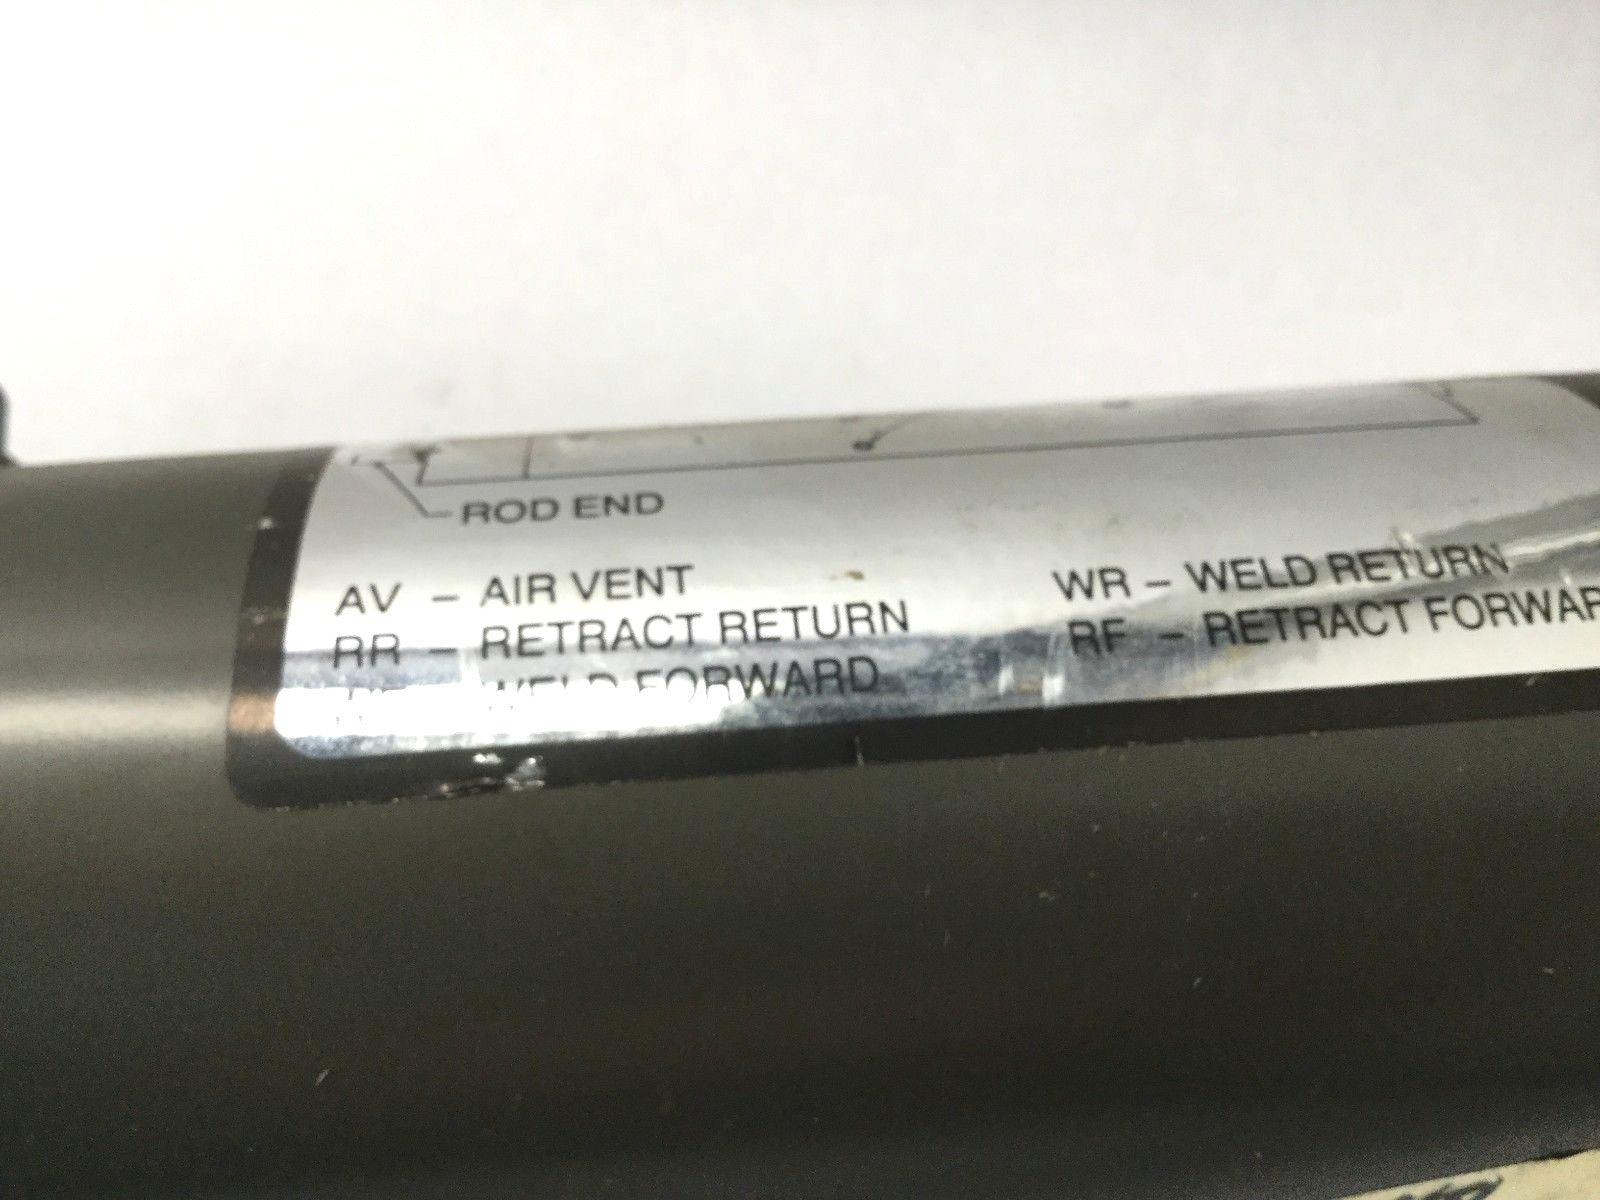 ROD END
AV – AIR VENT
WR – WELD RETURN
RR – RETRACT RETURN
RF – RETRACT FORWAR
WELD FORWARD